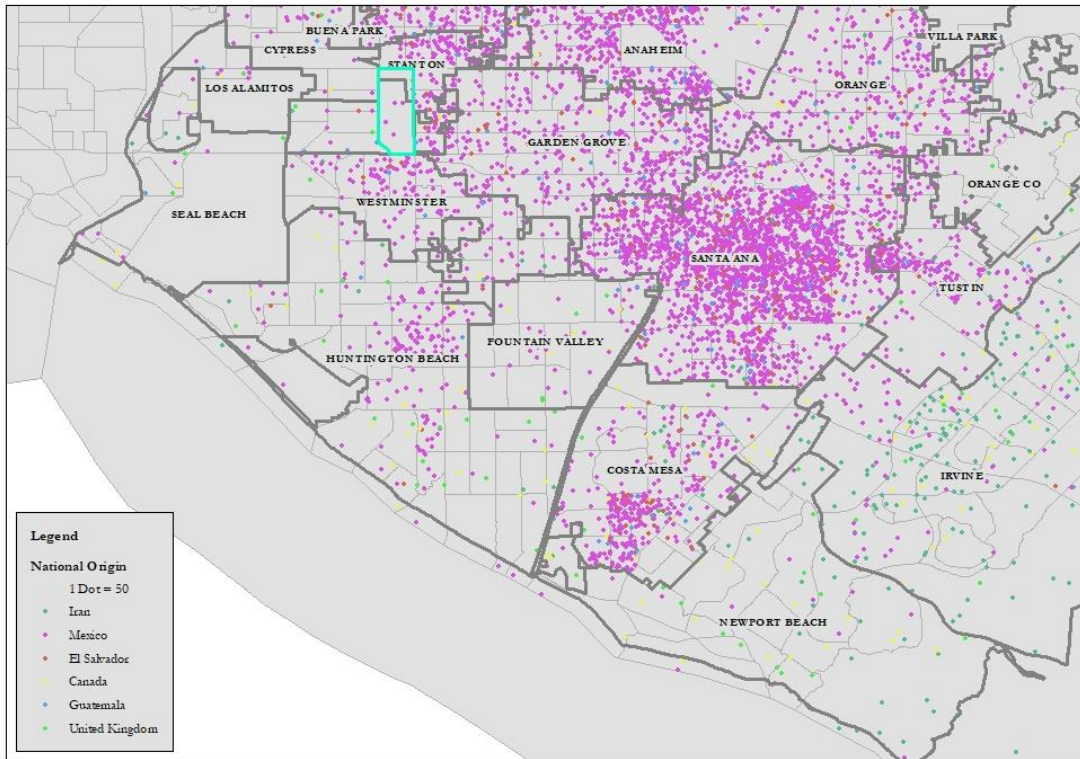 BUENA PARK
VILLA PARK
CYPRESS
ANAHEIM
STANTON
LOS ALAMITOS
ORANGE
GARDEN GROVE
ORANGE CO
WESTMINSTER
SEAL BEACH
SANTA ANA
TUSTIN
FOUNTAIN VALLEY
HUNTINGTON BEACH
COSTA MESA
IRVINE
NEWPORT BEACH
Legend
National Origin
1 Dot = 50
Iran
Mexico
El Salvador
Canada
Guatemala
United Kingdom